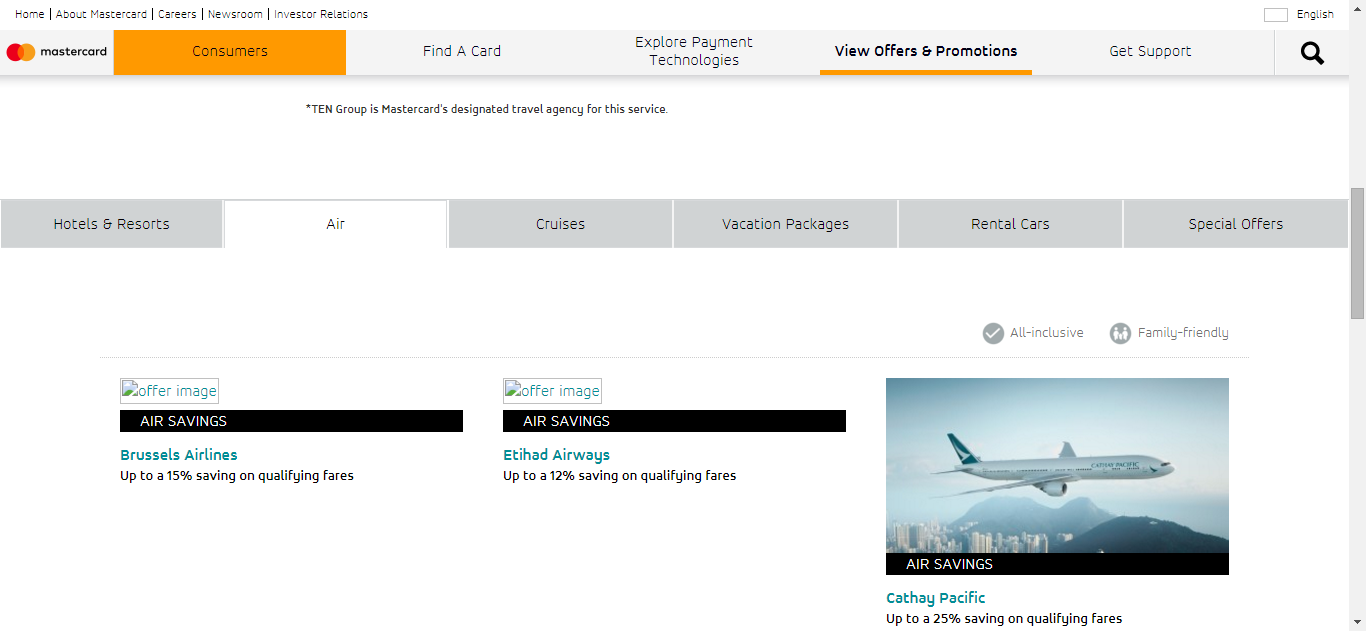 Home | About Mastercard | Careers | Newsroom | Investor Relations
English
mastercard
Consumers
Find A Card
Explore Payment
Technologies
View Offers & Promotions
Get Support
*TEN Group is Mastercard's designated travel agency for this service.
Hotels & Resorts
Air
Cruises
Vacation Packages
Rental Cars
Special Offers
All-inclusive
Family-friendly
offer image
AIR SAVINGS
Brussels Airlines
Up to a 15% saving on qualifying fares
offer image
AIR SAVINGS
Etihad Airways
Up to a 12% saving on qualifying fares
CATHAY PACIFIC
AIR SAVINGS
Cathay Pacific
Up to a 25% saving on qualifying fares